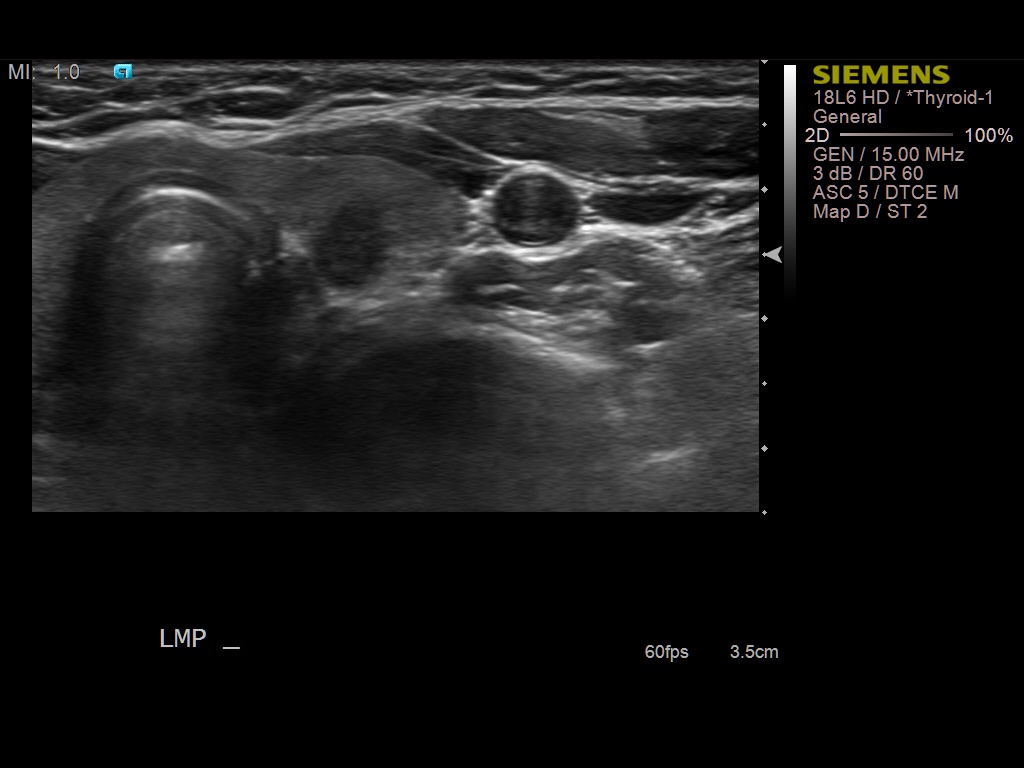 MI: 1.0
SIEMENS
18L6 HD / *Thyroid-1
General
2D 100%
GEN / 15.00 MHz
3 dB / DR 60
ASC 5 / DTCE M
Map D / ST 2
LMP _
60fps 3.5cm